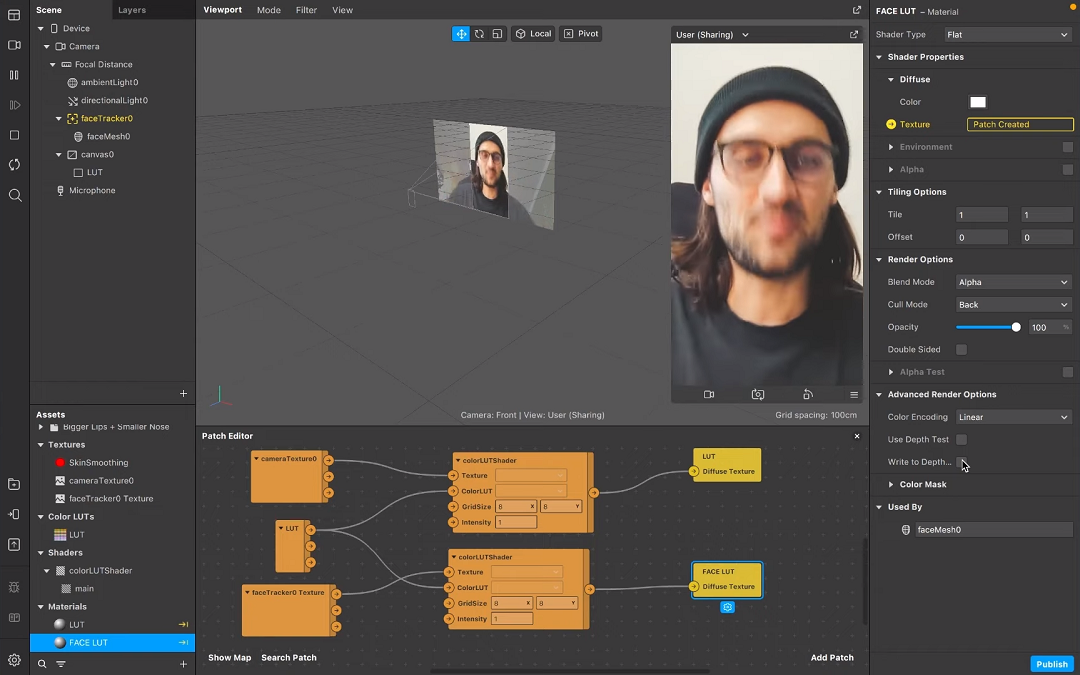 Scene
Layers
Device
Camera
Focal Distance
ambientLight0
directionalLight0
faceTracker0
faceMesh0
canvas0
LUT
Microphone
Assets
Bigger Lips + Smaller Nose
Textures
SkinSmoothing
cameraTexture0
faceTracker0 Texture
Color LUTs
LUT
Shaders
colorLUTShader
main
Materials
LUT
FACE LUT
Viewport
Mode
Filter
View
Local
Pivot
User (Sharing)
Camera: Front | View: User (Sharing)
Grid spacing: 100cm
Patch Editor
cameraTexture0
LUT
faceTracker0 Texture
colorLUTShader
Texture
ColorLUT
GridSize 8 X 8 Y
Intensity 1
colorLUTShader
Texture
ColorLUT
GridSize 8 X 8 Y
Intensity 1
LUT
Diffuse Texture
FACE LUT
Diffuse Texture
Show Map
Search Patch
Add Patch
FACE LUT – Material
Shader Type Flat
Shader Properties
Diffuse
Color
Texture Patch Created
Environment
Alpha
Tiling Options
Tile 1 1
Offset 0 0
Render Options
Blend Mode Alpha
Cull Mode Back
Opacity 100 %
Double Sided
Alpha Test
Advanced Render Options
Color Encoding Linear
Use Depth Test
Write to Depth...
Color Mask
Used By
faceMesh0
Publish